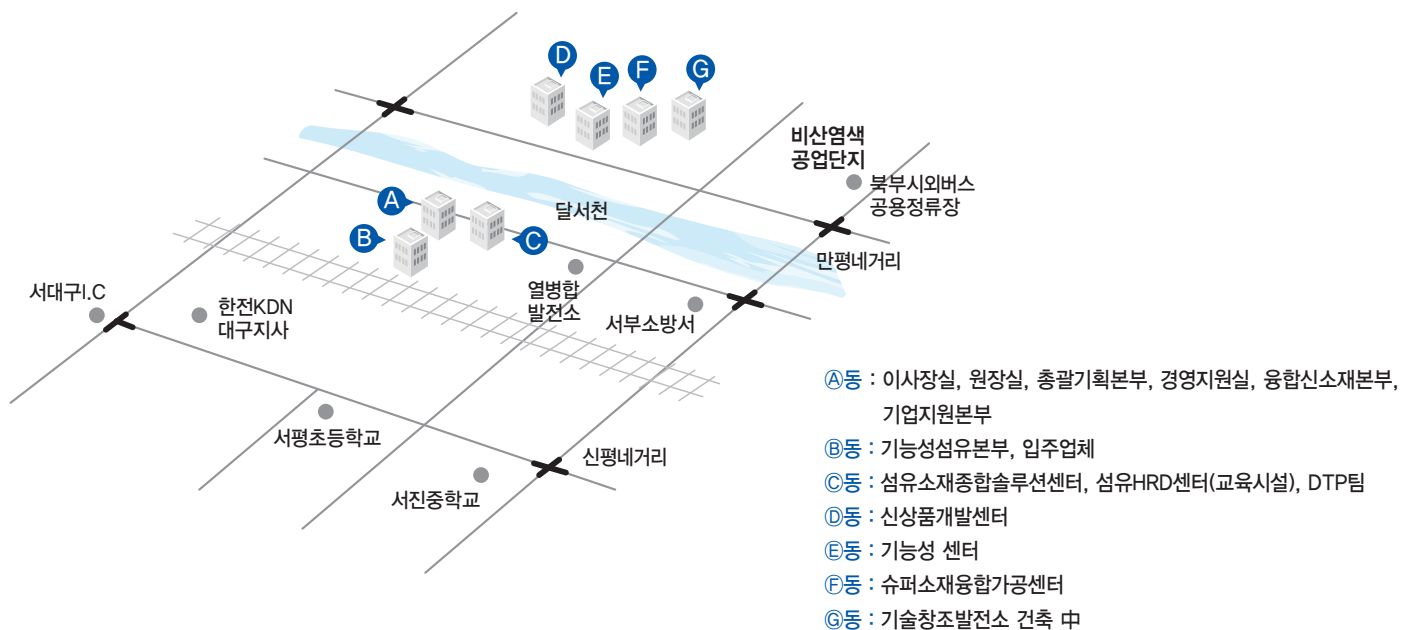 D
E
F
G
비산염색
공업단지
북부시외버스
공용정류장
A
달서천
B
C
만평네거리
서대구I.C
한전KDN
대구지사
열병합
발전소
서부소방서
서평초등학교
신평네거리
서진중학교
Ⓐ동 : 이사장실, 원장실, 총괄기획본부, 경영지원실, 융합신소재본부,
기업지원본부
Ⓑ동 : 기능성섬유본부, 입주업체
Ⓒ동 : 섬유소재종합솔루션센터, 섬유HRD센터(교육시설), DTP팀
Ⓓ동 : 신상품개발센터
Ⓔ동 : 기능성 센터
Ⓕ동 : 슈퍼소재융합가공센터
Ⓖ동 : 기술창조발전소 건축 中